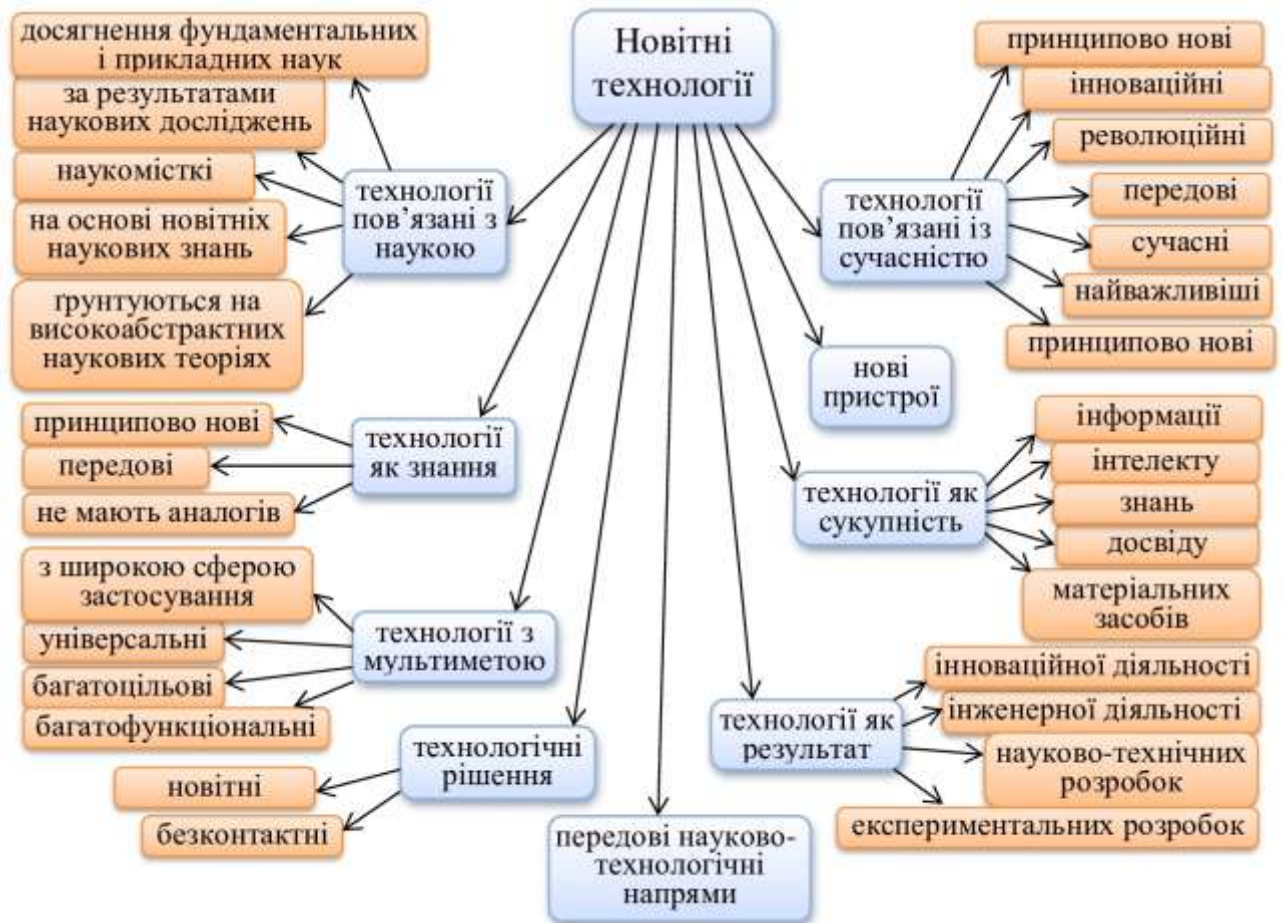 Новітні
технології
досягнення фундаментальних
і прикладних наук
за результатами
наукових досліджень
наукомісткі
на основі новітніх
наукових знань
ґрунтуються на
високоабстрактних
наукових теоріях
технології
пов’язані з
наукою
принципово нові
передові
не мають аналогів
технології
як знання
з широкою сферою
застосування
універсальні
багатоцільові
багатофункціональні
технології з
мультиметою
технологічні
рішення
новітні
безконтактні
передові науково-
технологічні
напрями
технології
пов’язані із
сучасністю
принципово нові
інноваційні
революційні
передові
сучасні
найважливіші
принципово нові
нові
пристрої
технології як
сукупність
інформації
інтелекту
знань
досвіду
матеріальних
засобів
технології як
результат
інноваційної діяльності
інженерної діяльності
науково-технічних
розробок
експериментальних розробок